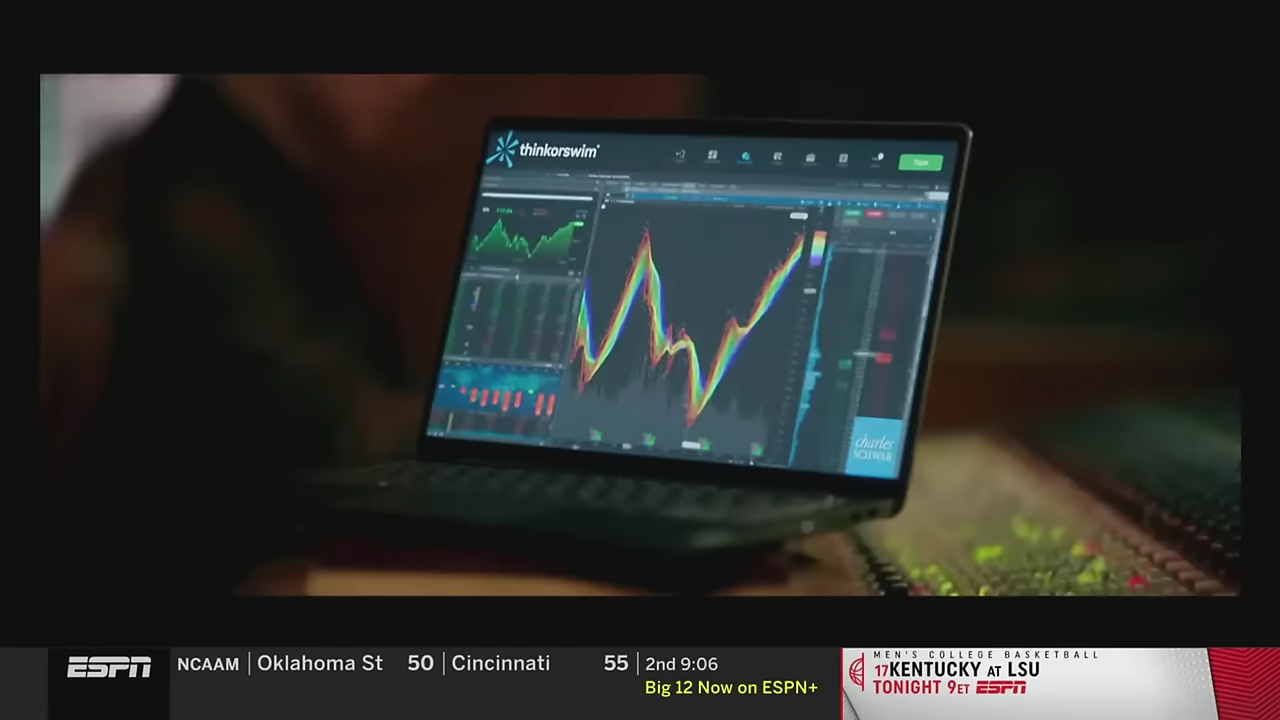 thinkorswim®
charles
SCHWAB
ESPN
NCAAM
Oklahoma St 50
Cincinnati 55
2nd 9:06
Big 12 Now on ESPN+
MEN'S COLLEGE BASKETBALL
17 KENTUCKY AT LSU
TONIGHT 9ET ESPN